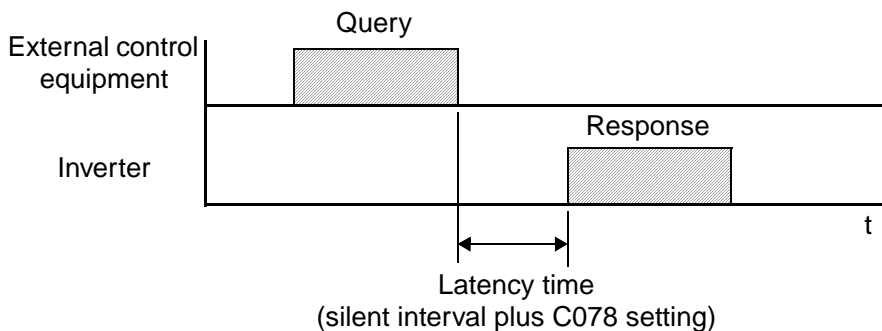 Query
External control
equipment
Response
Inverter
t
Latency time
(silent interval plus C078 setting)